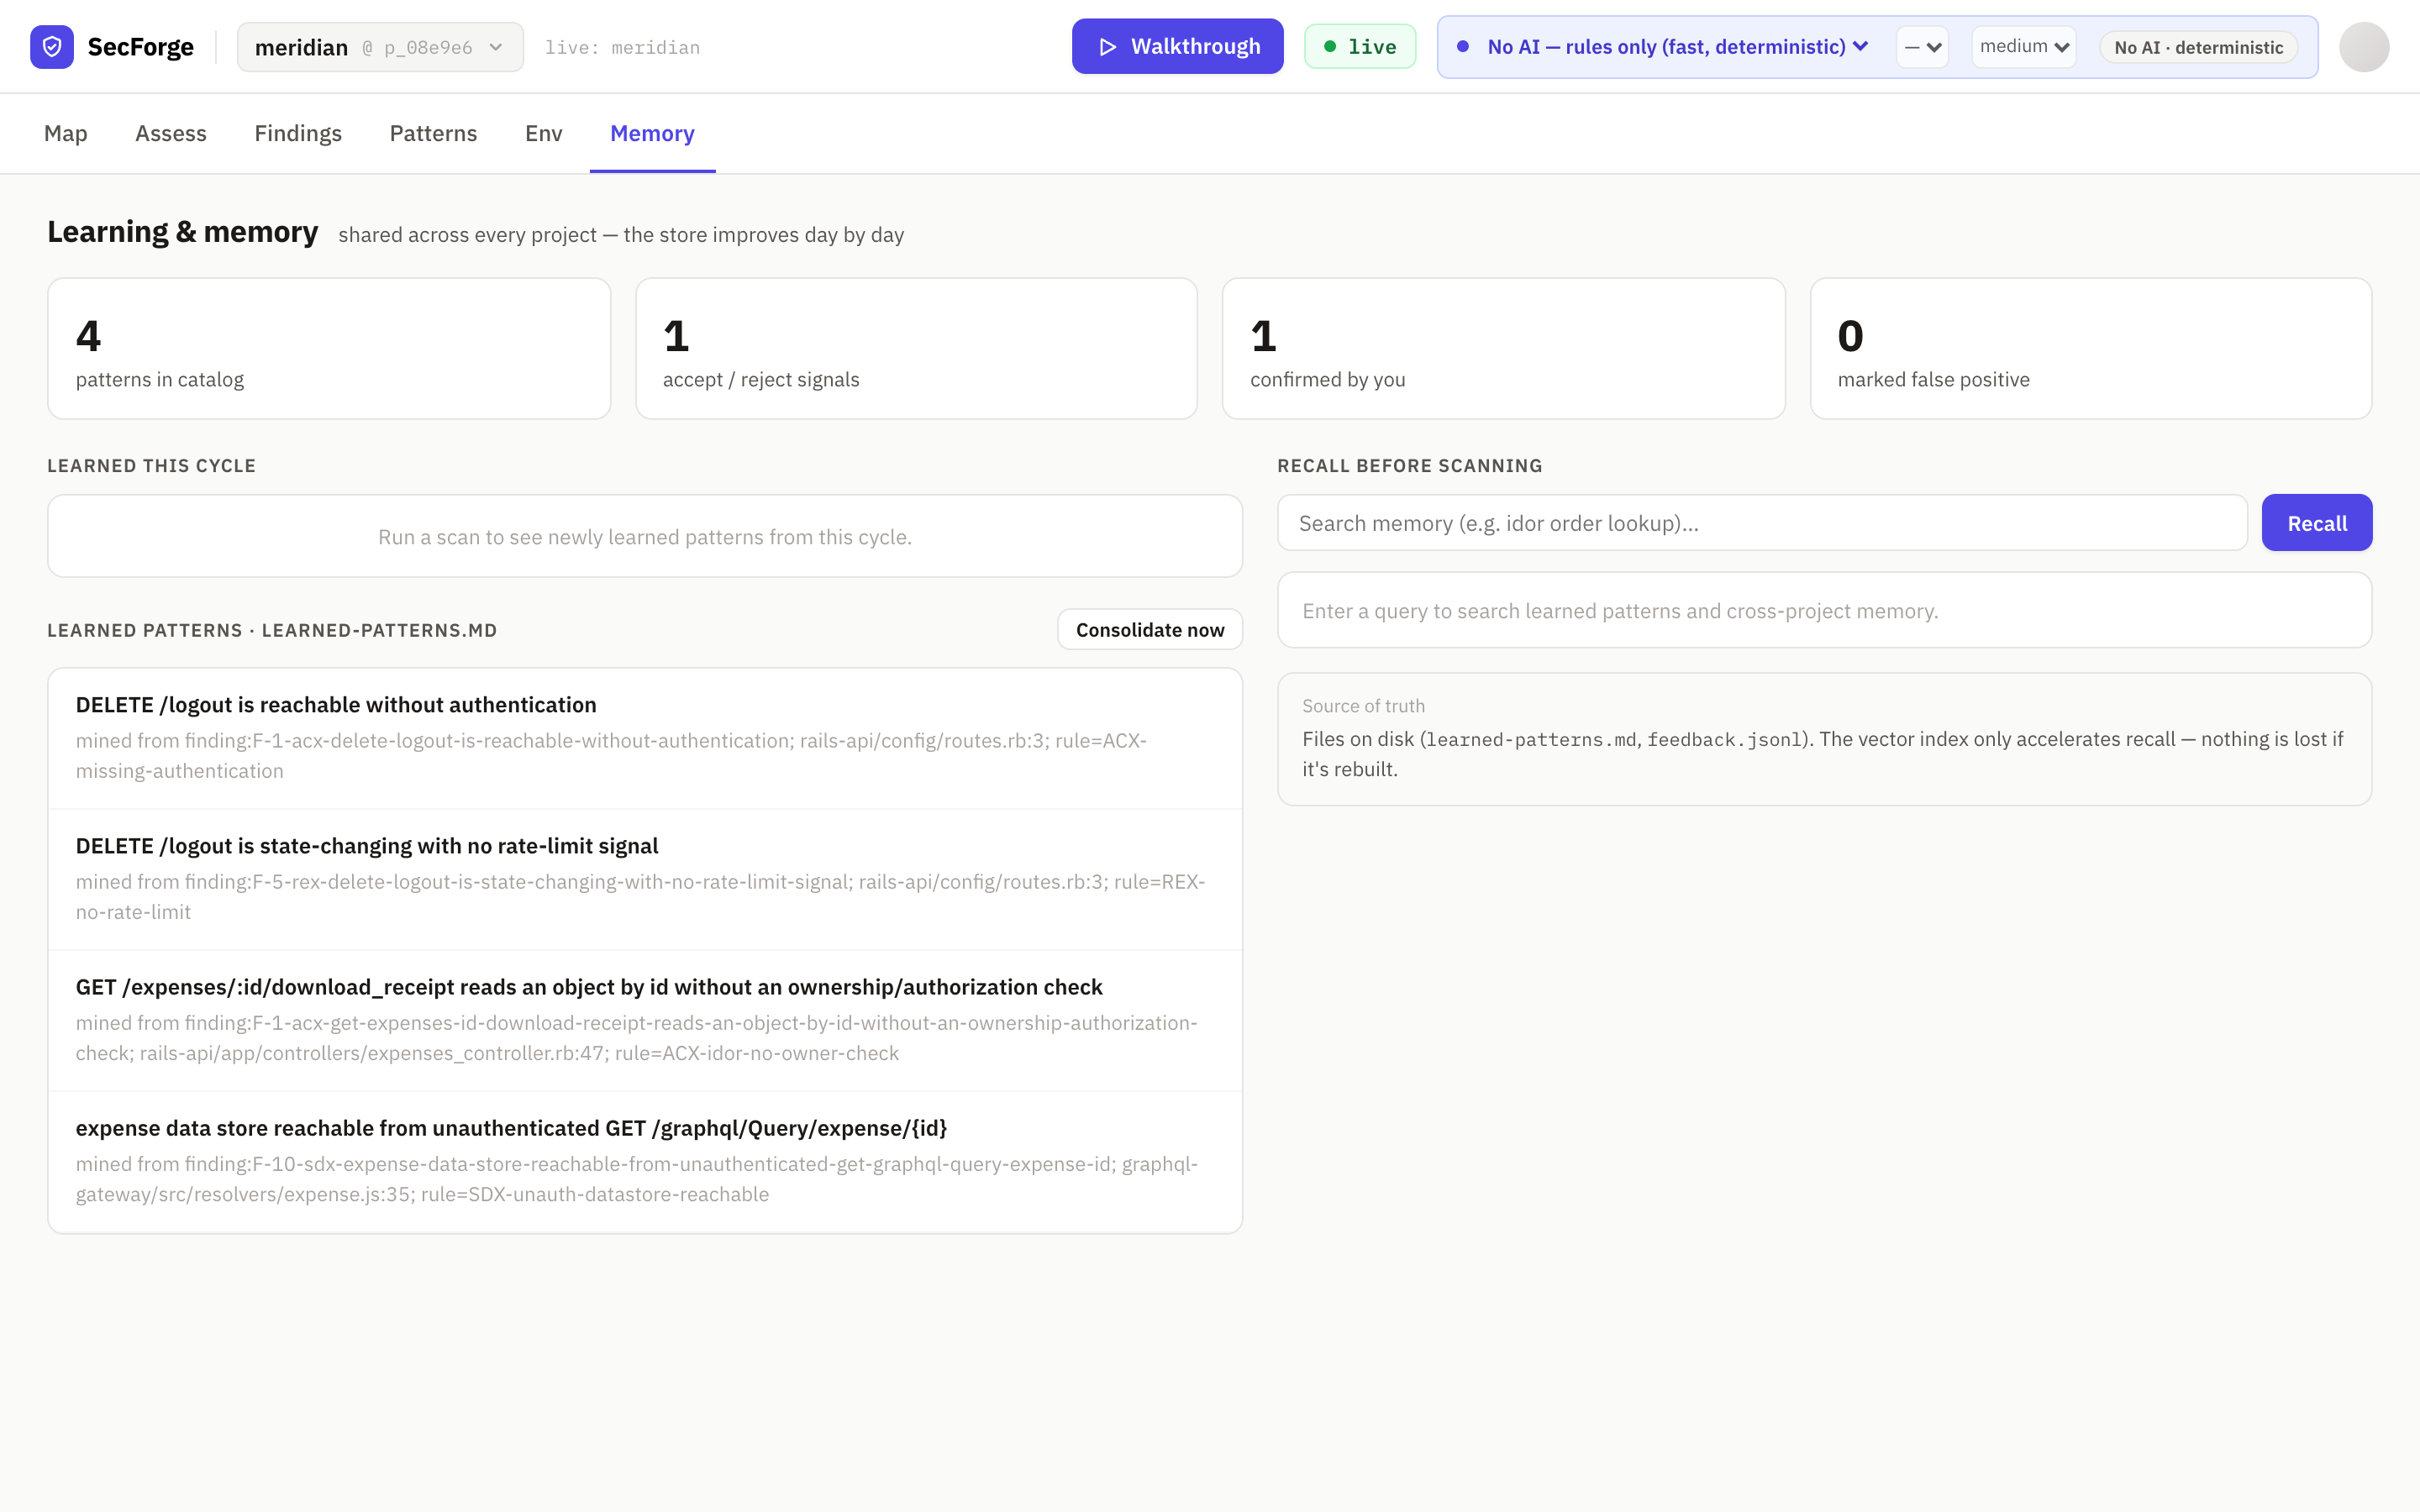 SecForge
meridian @ p_08e9e6
live: meridian
Walkthrough
live
No AI — rules only (fast, deterministic)
—
medium
No AI · deterministic
Map
Assess
Findings
Patterns
Env
Memory
Learning & memory
shared across every project — the store improves day by day
4
patterns in catalog
1
accept / reject signals
1
confirmed by you
0
marked false positive
LEARNED THIS CYCLE
Run a scan to see newly learned patterns from this cycle.
LEARNED PATTERNS · LEARNED-PATTERNS.MD
Consolidate now
DELETE /logout is reachable without authentication
mined from finding:F-1-acx-delete-logout-is-reachable-without-authentication; rails-api/config/routes.rb:3; rule=ACX-
missing-authentication
DELETE /logout is state-changing with no rate-limit signal
mined from finding:F-5-rex-delete-logout-is-state-changing-with-no-rate-limit-signal; rails-api/config/routes.rb:3; rule=REX-
no-rate-limit
GET /expenses/:id/download_receipt reads an object by id without an ownership/authorization check
mined from finding:F-1-acx-get-expenses-id-download-receipt-reads-an-object-by-id-without-an-ownership-authorization-
check; rails-api/app/controllers/expenses_controller.rb:47; rule=ACX-idor-no-owner-check
expense data store reachable from unauthenticated GET /graphql/Query/expense/{id}
mined from finding:F-10-sdx-expense-data-store-reachable-from-unauthenticated-get-graphql-query-expense-id; graphql-
gateway/src/resolvers/expense.js:35; rule=SDX-unauth-datastore-reachable
RECALL BEFORE SCANNING
Search memory (e.g. idor order lookup)...
Recall
Enter a query to search learned patterns and cross-project memory.
Source of truth
Files on disk (learned-patterns.md, feedback.jsonl). The vector index only accelerates recall — nothing is lost if
it's rebuilt.